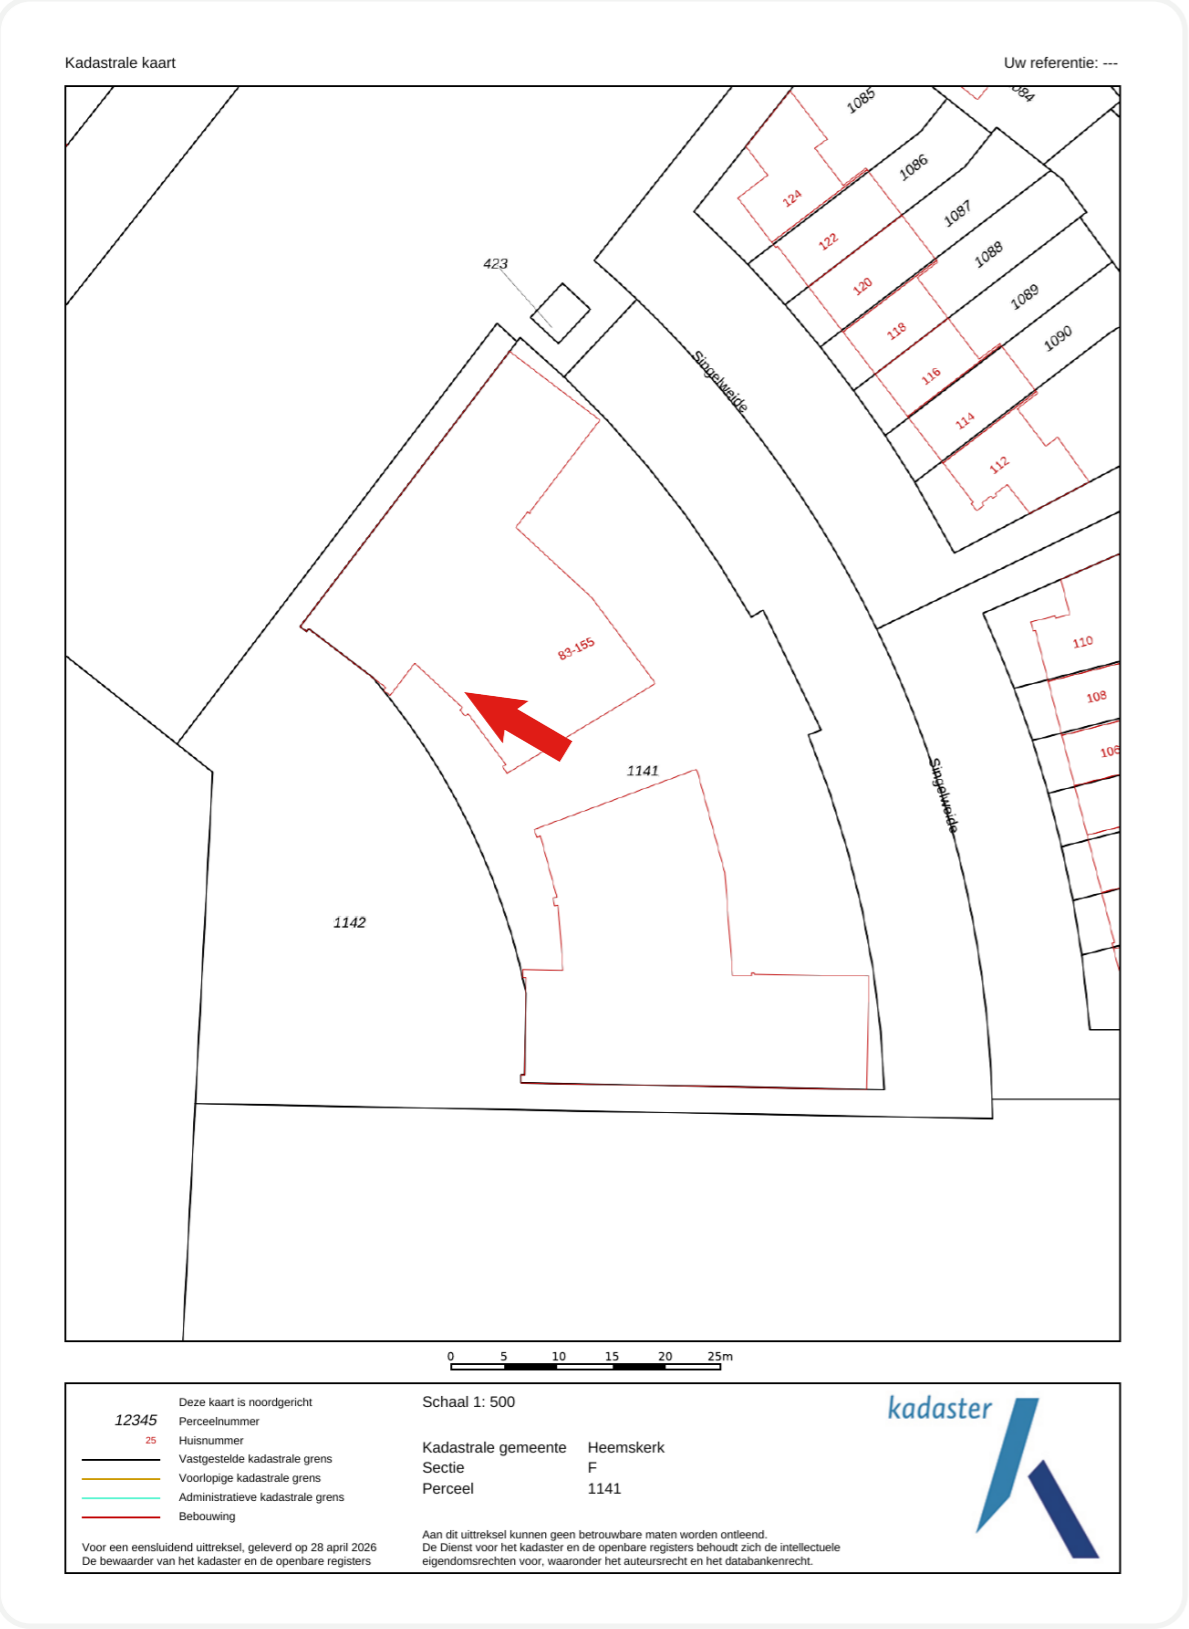 Kadastrale kaart
Uw referentie: ---
1085
1086
1087
1088
1089
1090
124
122
120
118
116
114
112
423
Singelweide
83-155
110
108
1141
Singelweide
1142
0 5 10 15 20 25m
Deze kaart is noordgericht
12345 Perceelnummer
25 Huisnummer
Vastgestelde kadastrale grens
Voorlopige kadastrale grens
Administratieve kadastrale grens
Bebouwing
Voor een eensluidend uittreksel, geleverd op 28 april 2026
De bewaarder van het kadaster en de openbare registers
Schaal 1: 500
Kadastrale gemeente Heemskerk
Sectie F
Perceel 1141
Aan dit uittreksel kunnen geen betrouwbare maten worden ontleend.
De Dienst voor het kadaster en de openbare registers behoudt zich de intellectuele
eigendomsrechten voor, waaronder het auteursrecht en het databankenrecht.
kadaster